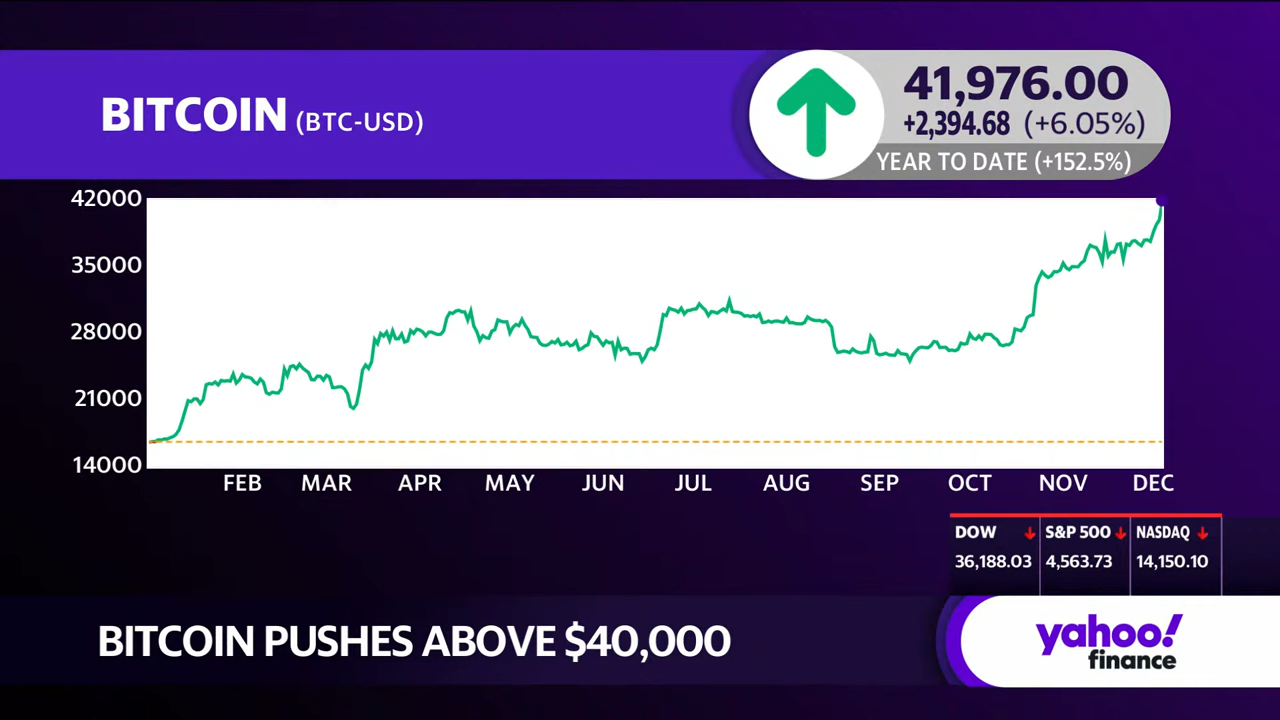 BITCOIN (BTC-USD)
41,976.00
+2,394.68 (+6.05%)
YEAR TO DATE (+152.5%)
42000
35000
28000
21000
14000
FEB MAR APR MAY JUN JUL AUG SEP OCT NOV DEC
DOW S&P 500 NASDAQ
36,188.03 4,563.73 14,150.10
BITCOIN PUSHES ABOVE $40,000
yahoo!
finance